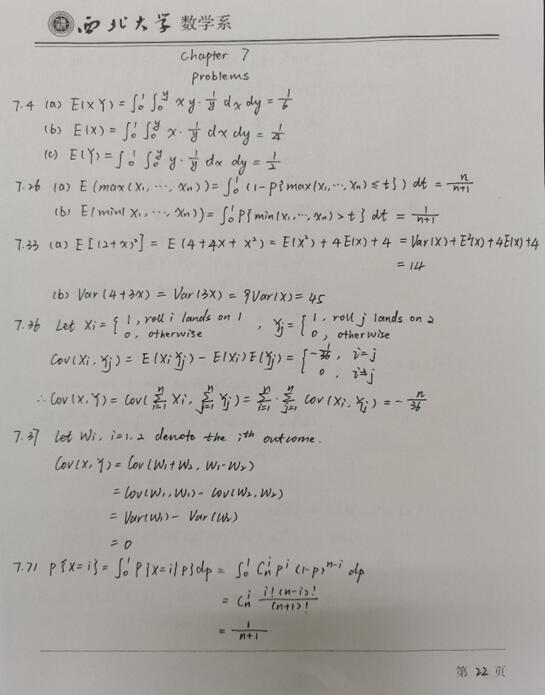 西北大学 数学系
Chapter 7
Problems
7.4 (a) E(XY) = ∫₀¹ ∫₀ʸ xy · 1/y dx dy = 1/6
(b) E(X) = ∫₀¹ ∫₀ʸ x · 1/y dx dy = 1/4
(c) E(Y) = ∫₀¹ ∫₀ʸ y · 1/y dx dy = 1/2
7.26 (a) E(max(X₁, ⋯, Xn)) = ∫₀¹ (1-P{max(X₁, ⋯, Xn) ≤ t}) dt = n/(n+1)
(b) E(min(X₁, ⋯, Xn)) = ∫₀¹ P{min(X₁, ⋯, Xn) > t} dt = 1/(n+1)
7.33 (a) E[(2+X)²] = E(4+4X+X²) = E(X²) + 4E(X) + 4 = Var(X) + E²(X) + 4E(X) + 4
= 14
(b) Var(4+3X) = Var(3X) = 9Var(X) = 45
7.36 Let Xi = { 1, roll i lands on 1 , Yj = { 1, roll j lands on 2
0, otherwise 0, otherwise
Cov(Xi, Yj) = E(XiYj) - E(Xi)E(Yj) = { -1/36, i=j
0, i≠j
∴ Cov(X, Y) = Cov(∑ⁿᵢ₌₁ Xi, ∑ⁿⱼ₌₁ Yj) = ∑ⁿᵢ₌₁ · ∑ⁿⱼ₌₁ Cov(Xi, Yj) = - n/36
7.37 Let Wi, i=1,2 denote the ith outcome.
Cov(X, Y) = Cov(W₁+W₂, W₁-W₂)
= Cov(W₁, W₁) - Cov(W₂, W₂)
= Var(W₁) - Var(W₂)
= 0
7.71 P{X=i} = ∫₀¹ P{X=i|P}dp = ∫₀¹ Cₙⁱ pⁱ (1-p)ⁿ⁻ⁱ dp
= Cₙⁱ i!(n-i)!/(n+1)!
= 1/(n+1)
第 22 页